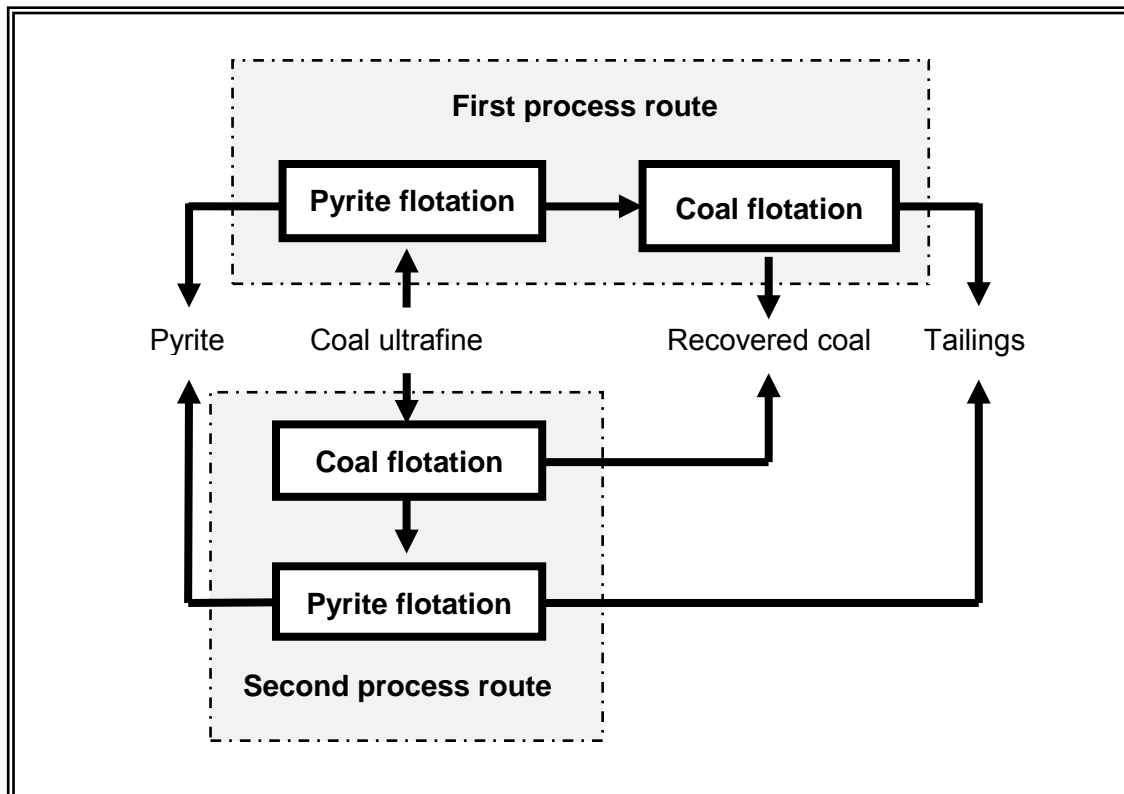 First process route
Pyrite flotation
Coal flotation
Pyrite
Coal ultrafine
Recovered coal
Tailings
Coal flotation
Pyrite flotation
Second process route